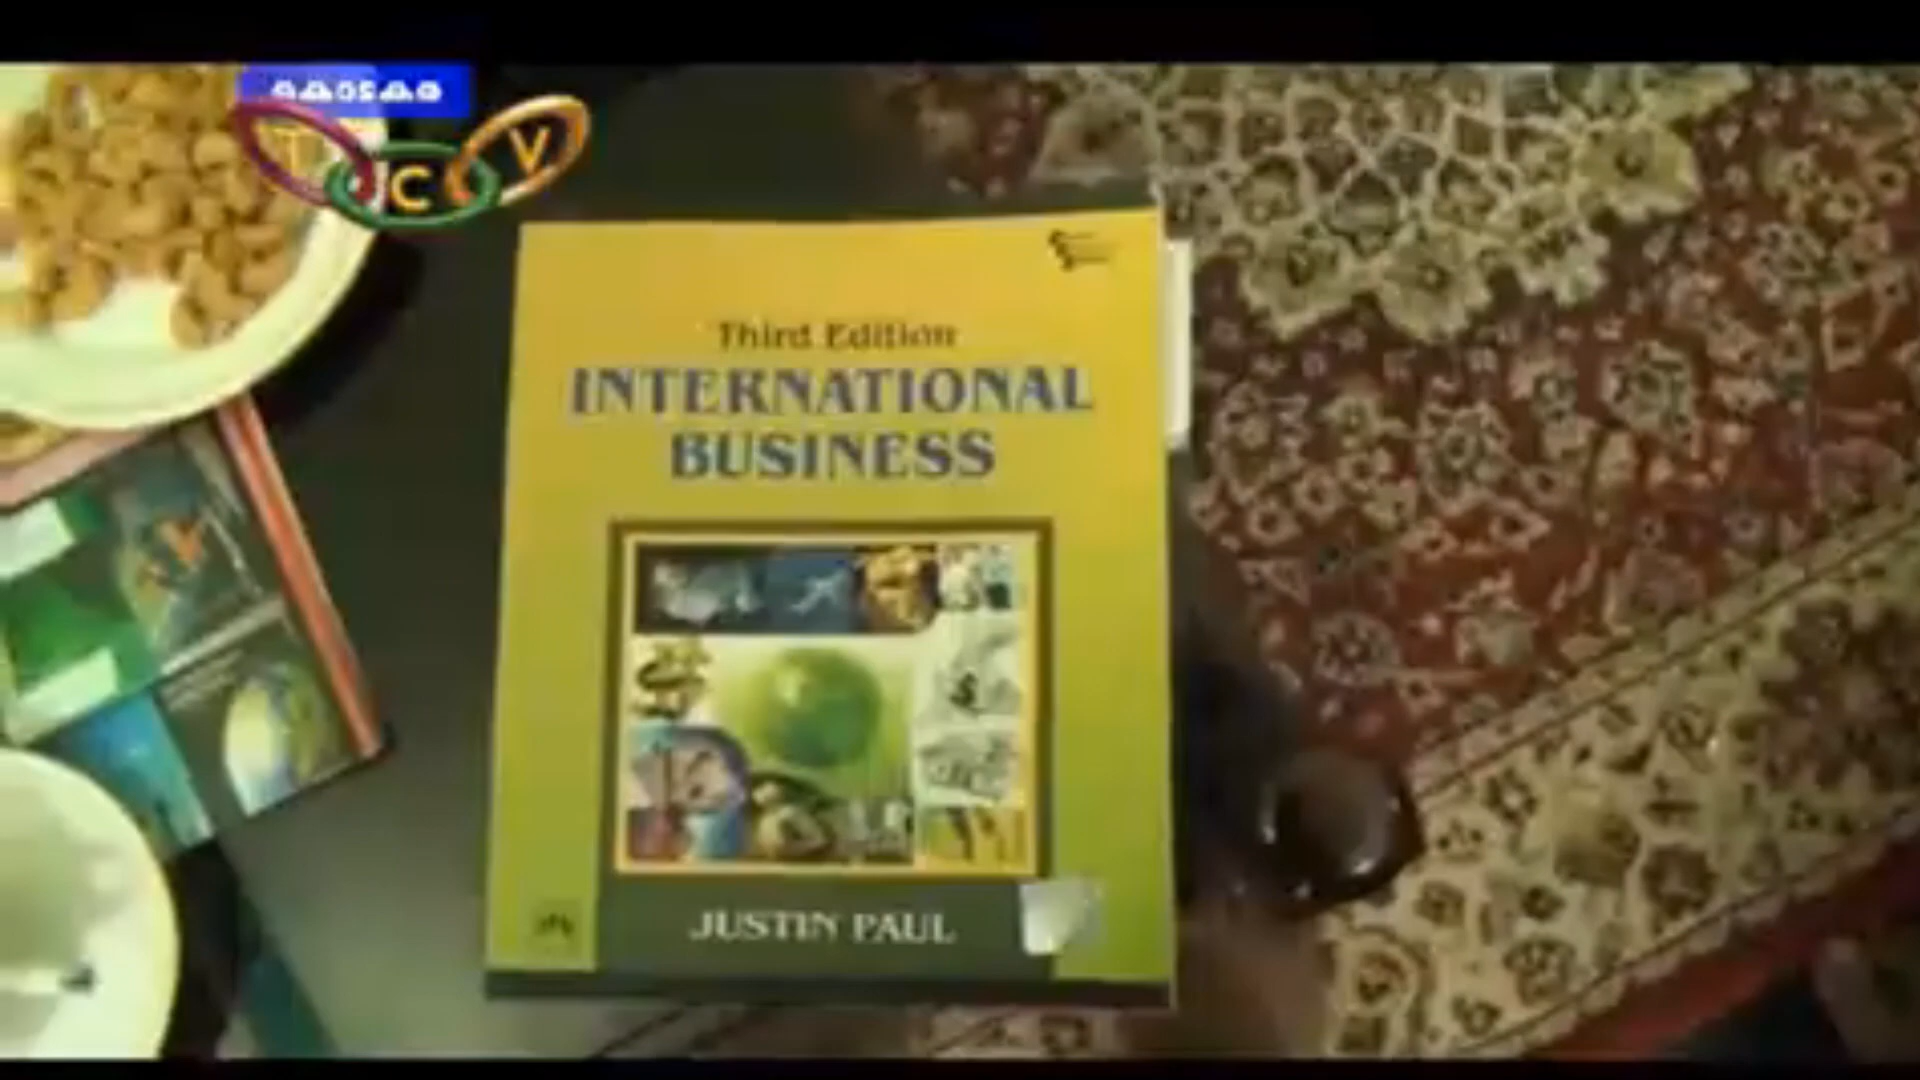 T C V
Third Edition
INTERNATIONAL
BUSINESS
JUSTIN PAUL